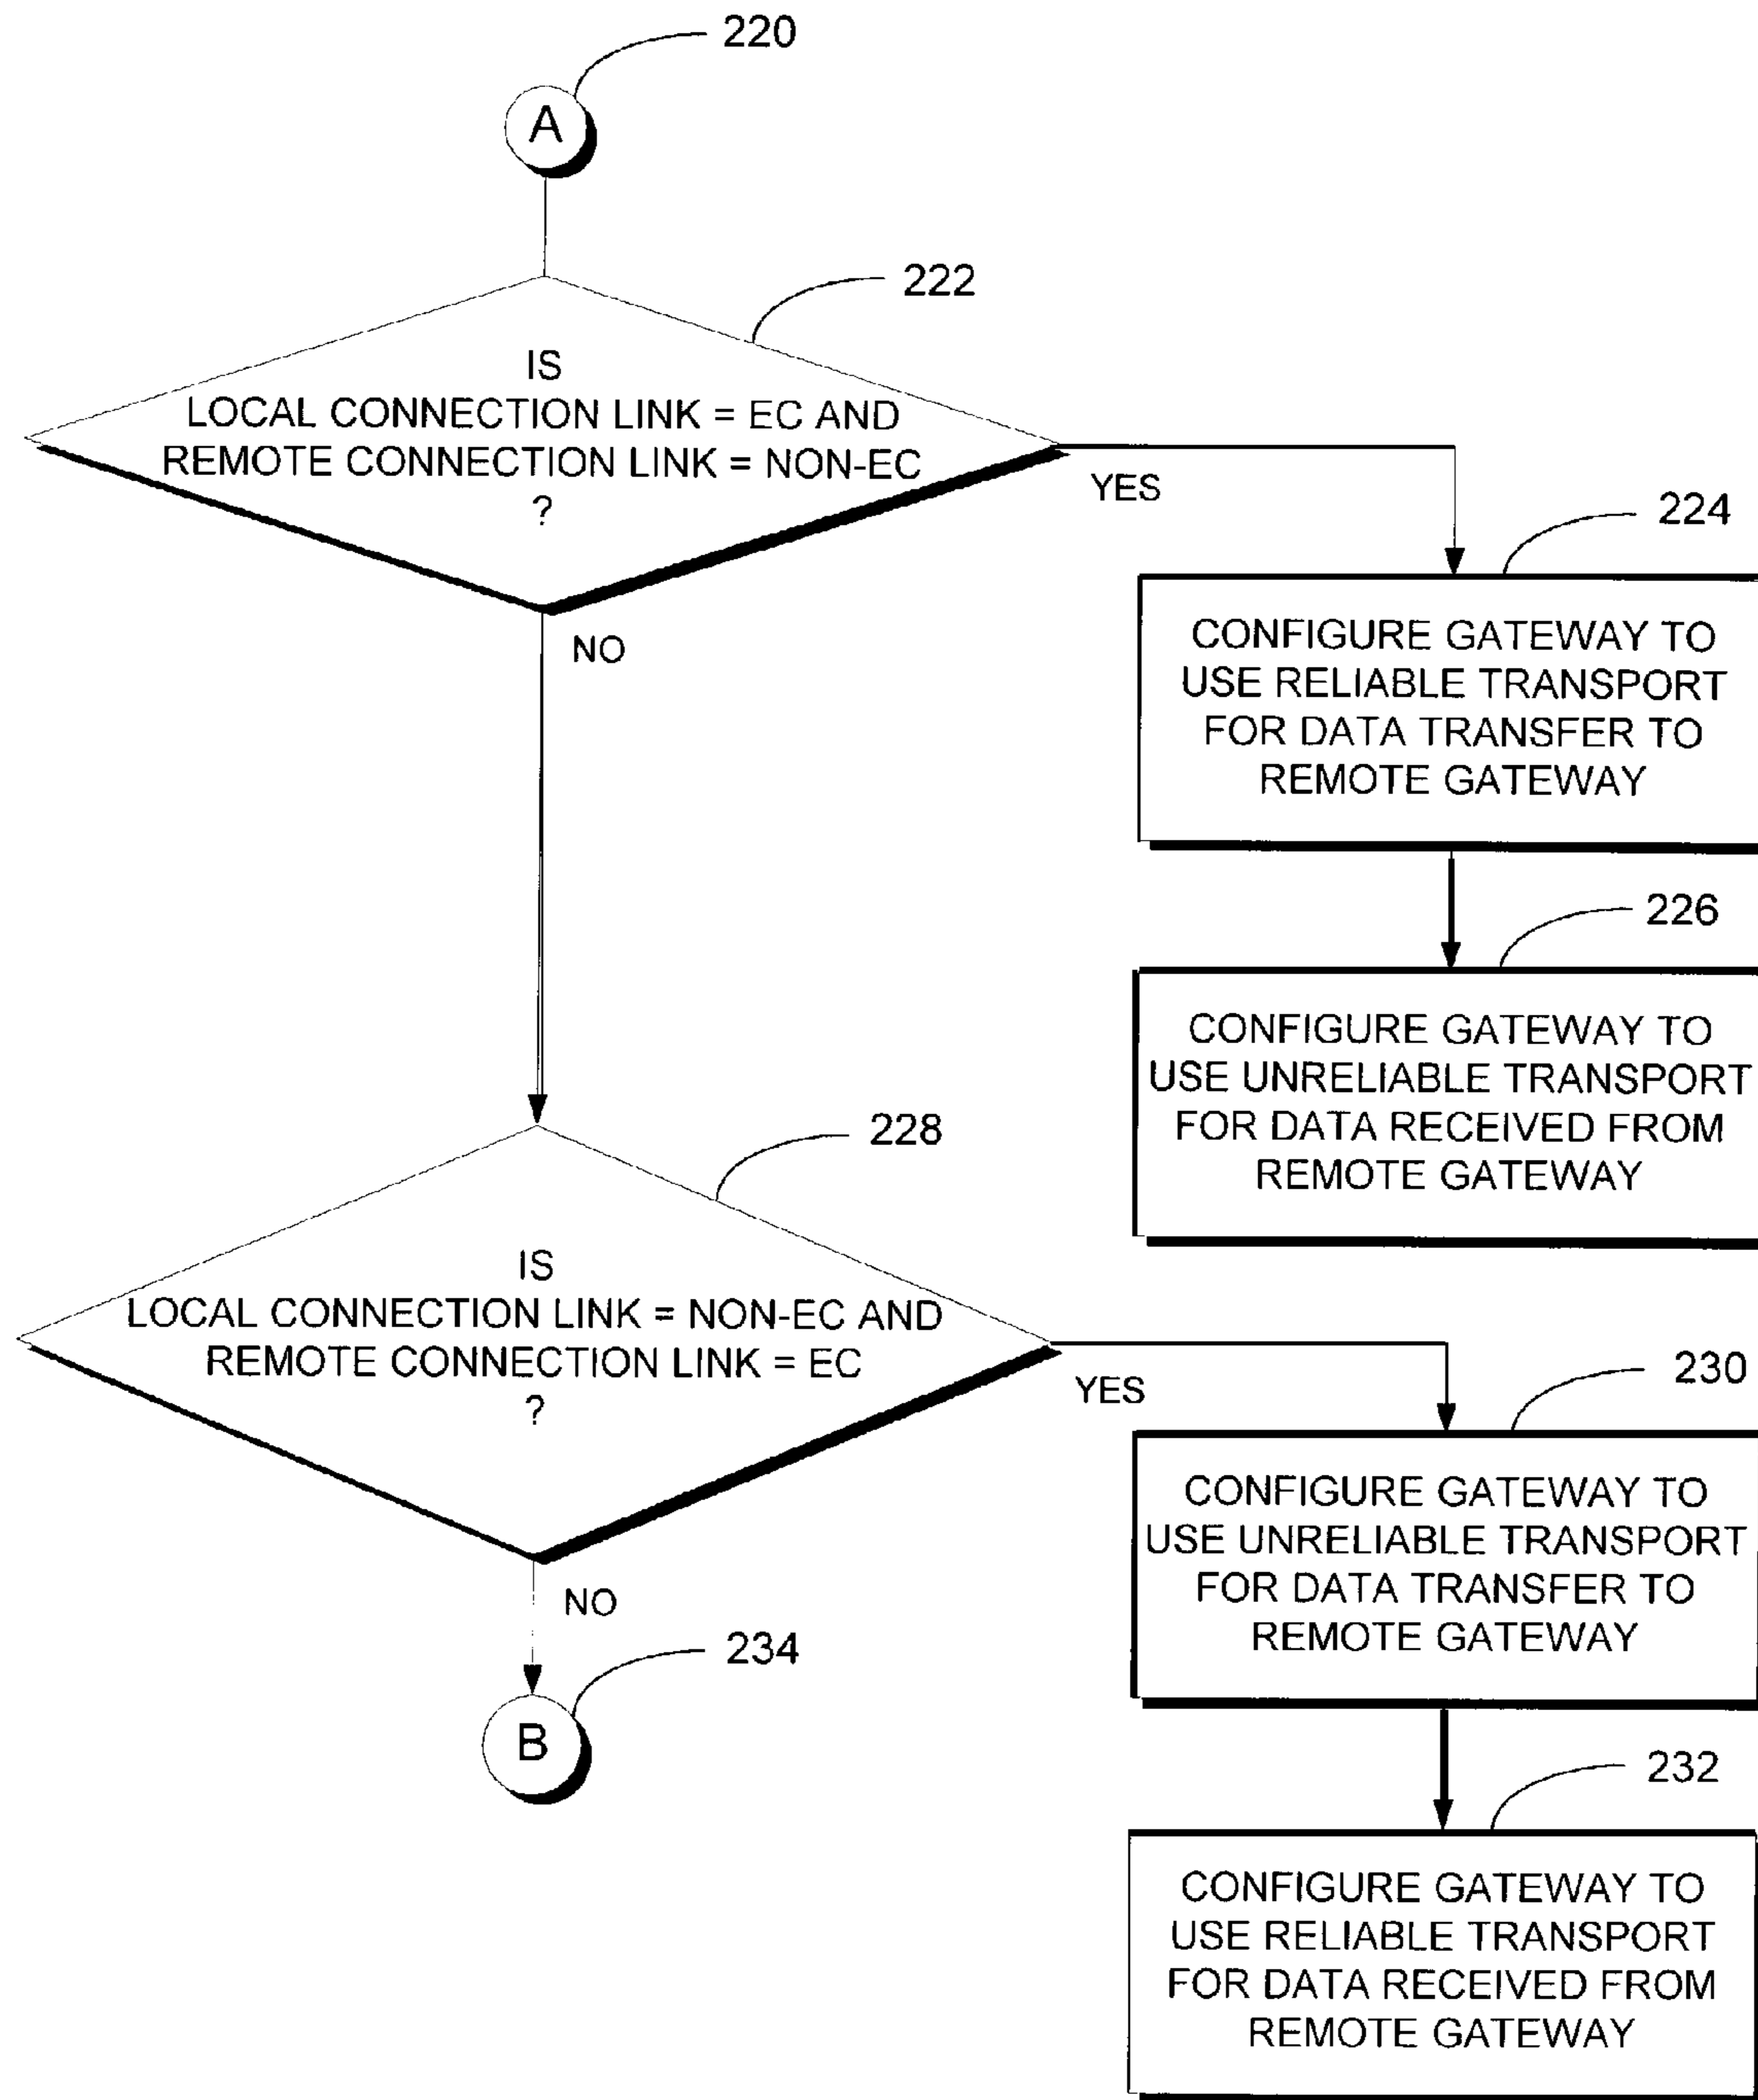 220
A
222
IS
LOCAL CONNECTION LINK = EC AND
REMOTE CONNECTION LINK = NON-EC
?
YES
NO
224
CONFIGURE GATEWAY TO
USE RELIABLE TRANSPORT
FOR DATA TRANSFER TO
REMOTE GATEWAY
226
CONFIGURE GATEWAY TO
USE UNRELIABLE TRANSPORT
FOR DATA RECEIVED FROM
REMOTE GATEWAY
228
IS
LOCAL CONNECTION LINK = NON-EC AND
REMOTE CONNECTION LINK = EC
?
YES
NO
230
CONFIGURE GATEWAY TO
USE UNRELIABLE TRANSPORT
FOR DATA TRANSFER TO
REMOTE GATEWAY
234
B
232
CONFIGURE GATEWAY TO
USE RELIABLE TRANSPORT
FOR DATA RECEIVED FROM
REMOTE GATEWAY